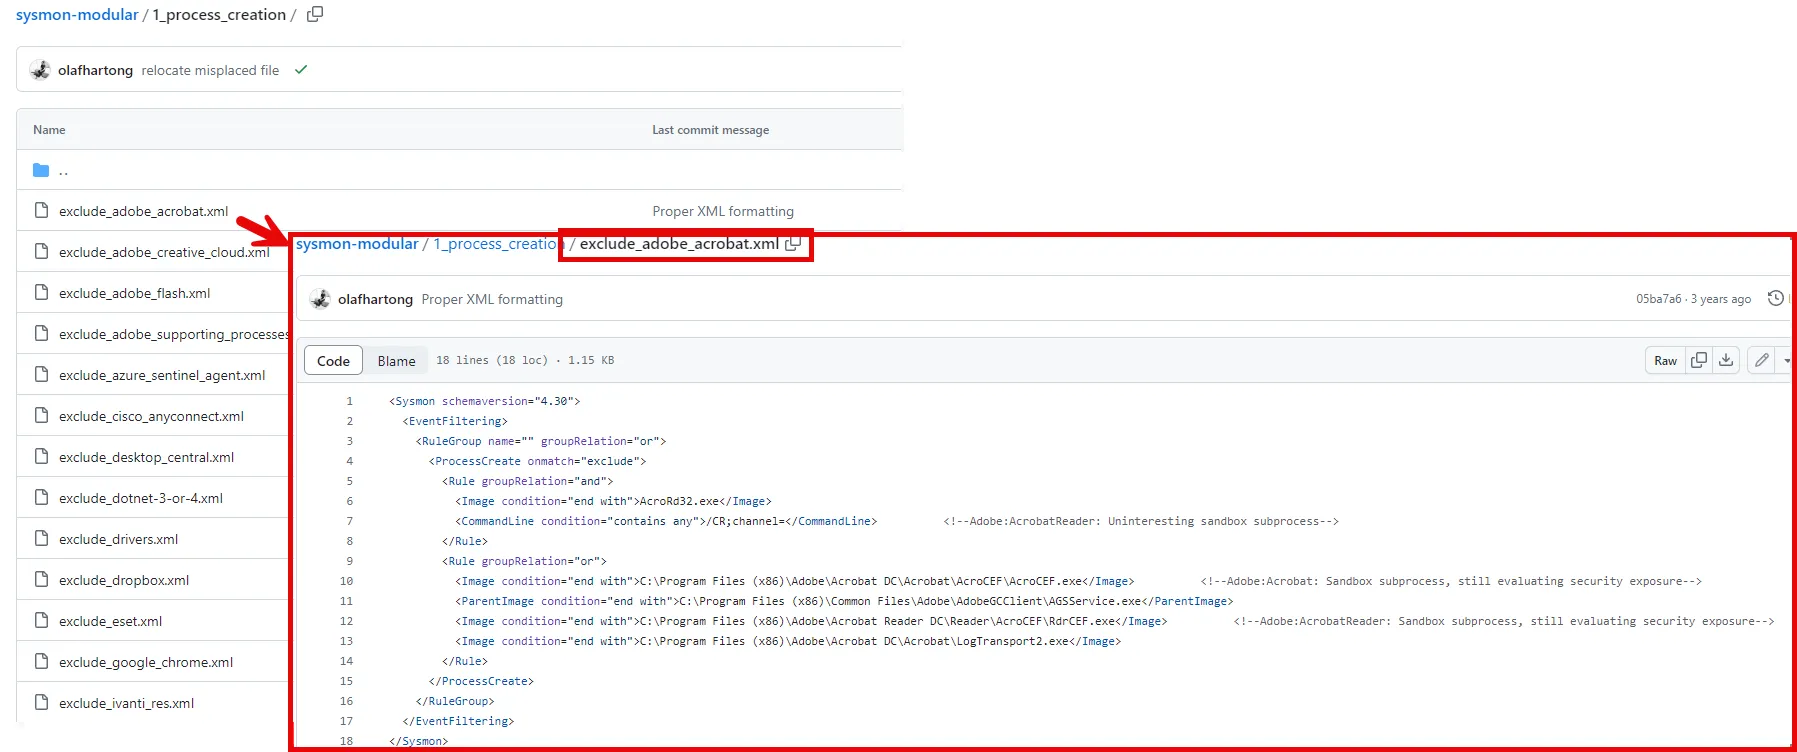 sysmon-modular / 1_process_creation /
olafhartong relocate misplaced file
Name Last commit message
..
exclude_adobe_acrobat.xml Proper XML formatting
exclude_adobe_creative_cloud.xml
exclude_adobe_flash.xml
exclude_adobe_supporting_processes
exclude_azure_sentinel_agent.xml
exclude_cisco_anyconnect.xml
exclude_desktop_central.xml
exclude_dotnet-3-or-4.xml
exclude_drivers.xml
exclude_dropbox.xml
exclude_eset.xml
exclude_google_chrome.xml
exclude_ivanti_res.xml
sysmon-modular / 1_process_creation / exclude_adobe_acrobat.xml
olafhartong Proper XML formatting 05ba7a6 · 3 years ago
Code Blame 18 lines (18 loc) · 1.15 KB Raw
1 <Sysmon schemaversion="4.30">
2 <EventFiltering>
3 <RuleGroup name="" groupRelation="or">
4 <ProcessCreate onmatch="exclude">
5 <Rule groupRelation="and">
6 <Image condition="end with">AcroRd32.exe</Image>
7 <CommandLine condition="contains any">/CR;channel=</CommandLine> <!--Adobe:AcrobatReader: Uninteresting sandbox subprocess-->
8 </Rule>
9 <Rule groupRelation="or">
10 <Image condition="end with">C:\Program Files (x86)\Adobe\Acrobat DC\Acrobat\AcroCEF\AcroCEF.exe</Image> <!--Adobe:Acrobat: Sandbox subprocess, still evaluating security exposure-->
11 <ParentImage condition="end with">C:\Program Files (x86)\Common Files\Adobe\AdobeGCClient\AGSService.exe</ParentImage>
12 <Image condition="end with">C:\Program Files (x86)\Adobe\Acrobat Reader DC\Reader\AcroCEF\RdrCEF.exe</Image> <!--Adobe:AcrobatReader: Sandbox subprocess, still evaluating security exposure-->
13 <Image condition="end with">C:\Program Files (x86)\Adobe\Acrobat DC\Acrobat\LogTransport2.exe</Image>
14 </Rule>
15 </ProcessCreate>
16 </RuleGroup>
17 </EventFiltering>
18 </Sysmon>